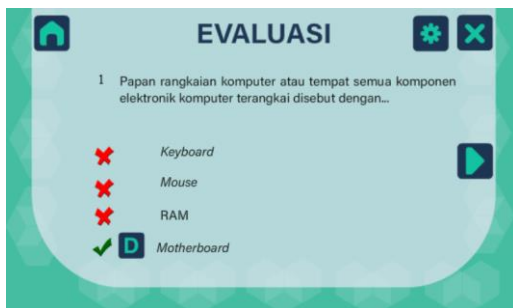 EVALUASI
1 Papan rangkaian komputer atau tempat semua komponen
elektronik komputer terangkai disebut dengan...
Keyboard
Mouse
RAM
D Motherboard